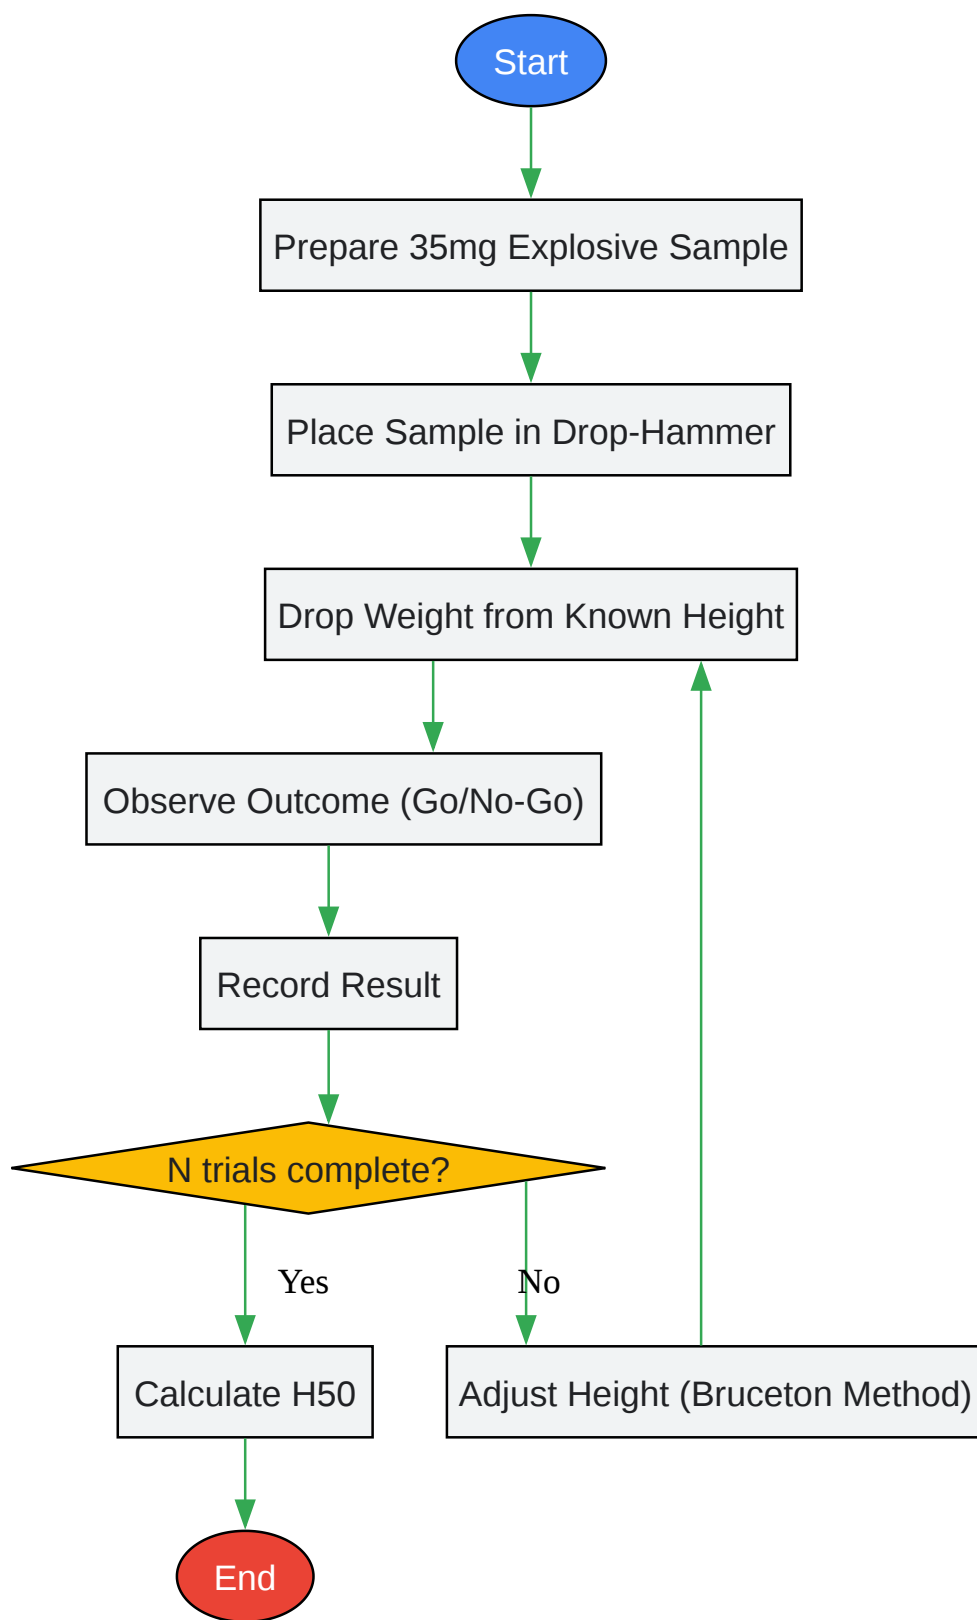 Start
Prepare 35mg Explosive Sample
Place Sample in Drop-Hammer
Drop Weight from Known Height
Observe Outcome (Go/No-Go)
Record Result
N trials complete?
Yes
No
Calculate H50
Adjust Height (Bruceton Method)
End